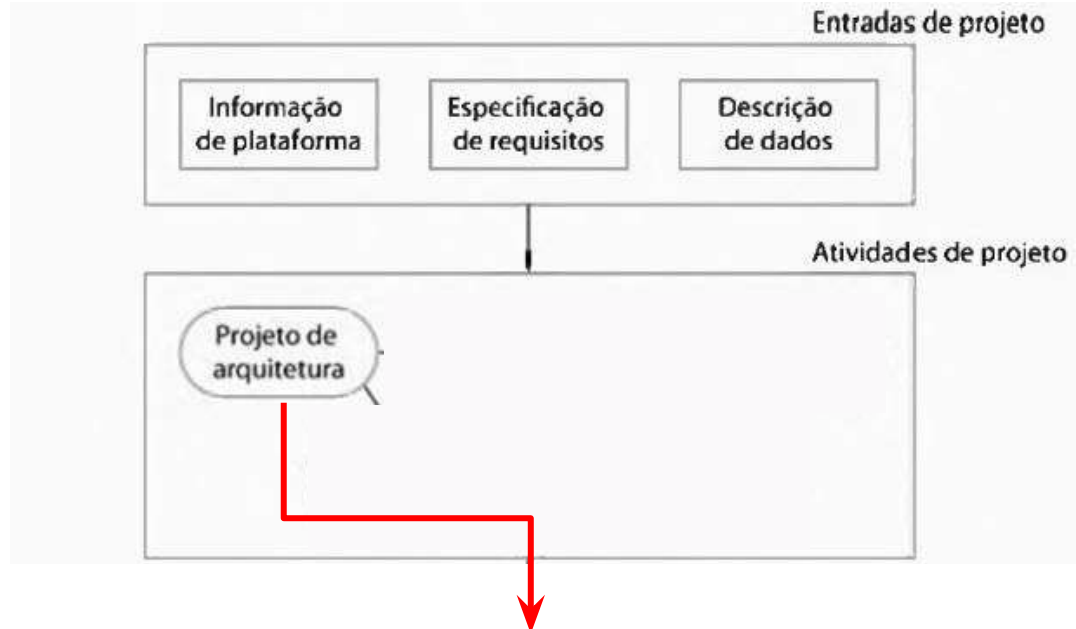 Entradas de projeto
Informação
de plataforma
Especificação
de requisitos
Descrição
de dados
Atividades de projeto
Projeto de
arquitetura